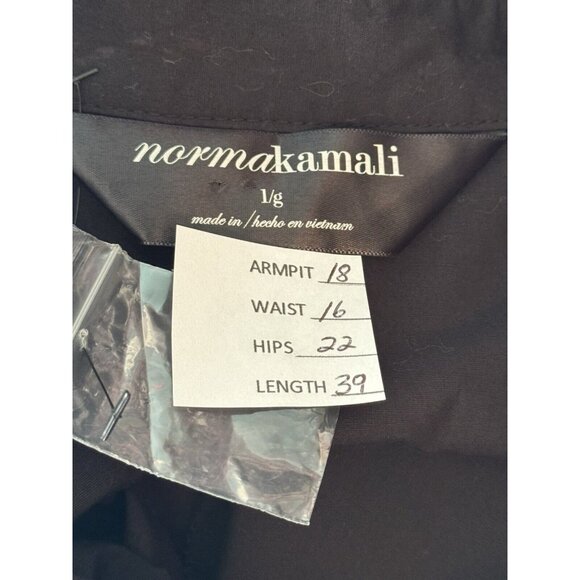 normakamali
l/g
made in / hecho en vietnam
ARMPIT 18
WAIST 16
HIPS 22
LENGTH 39